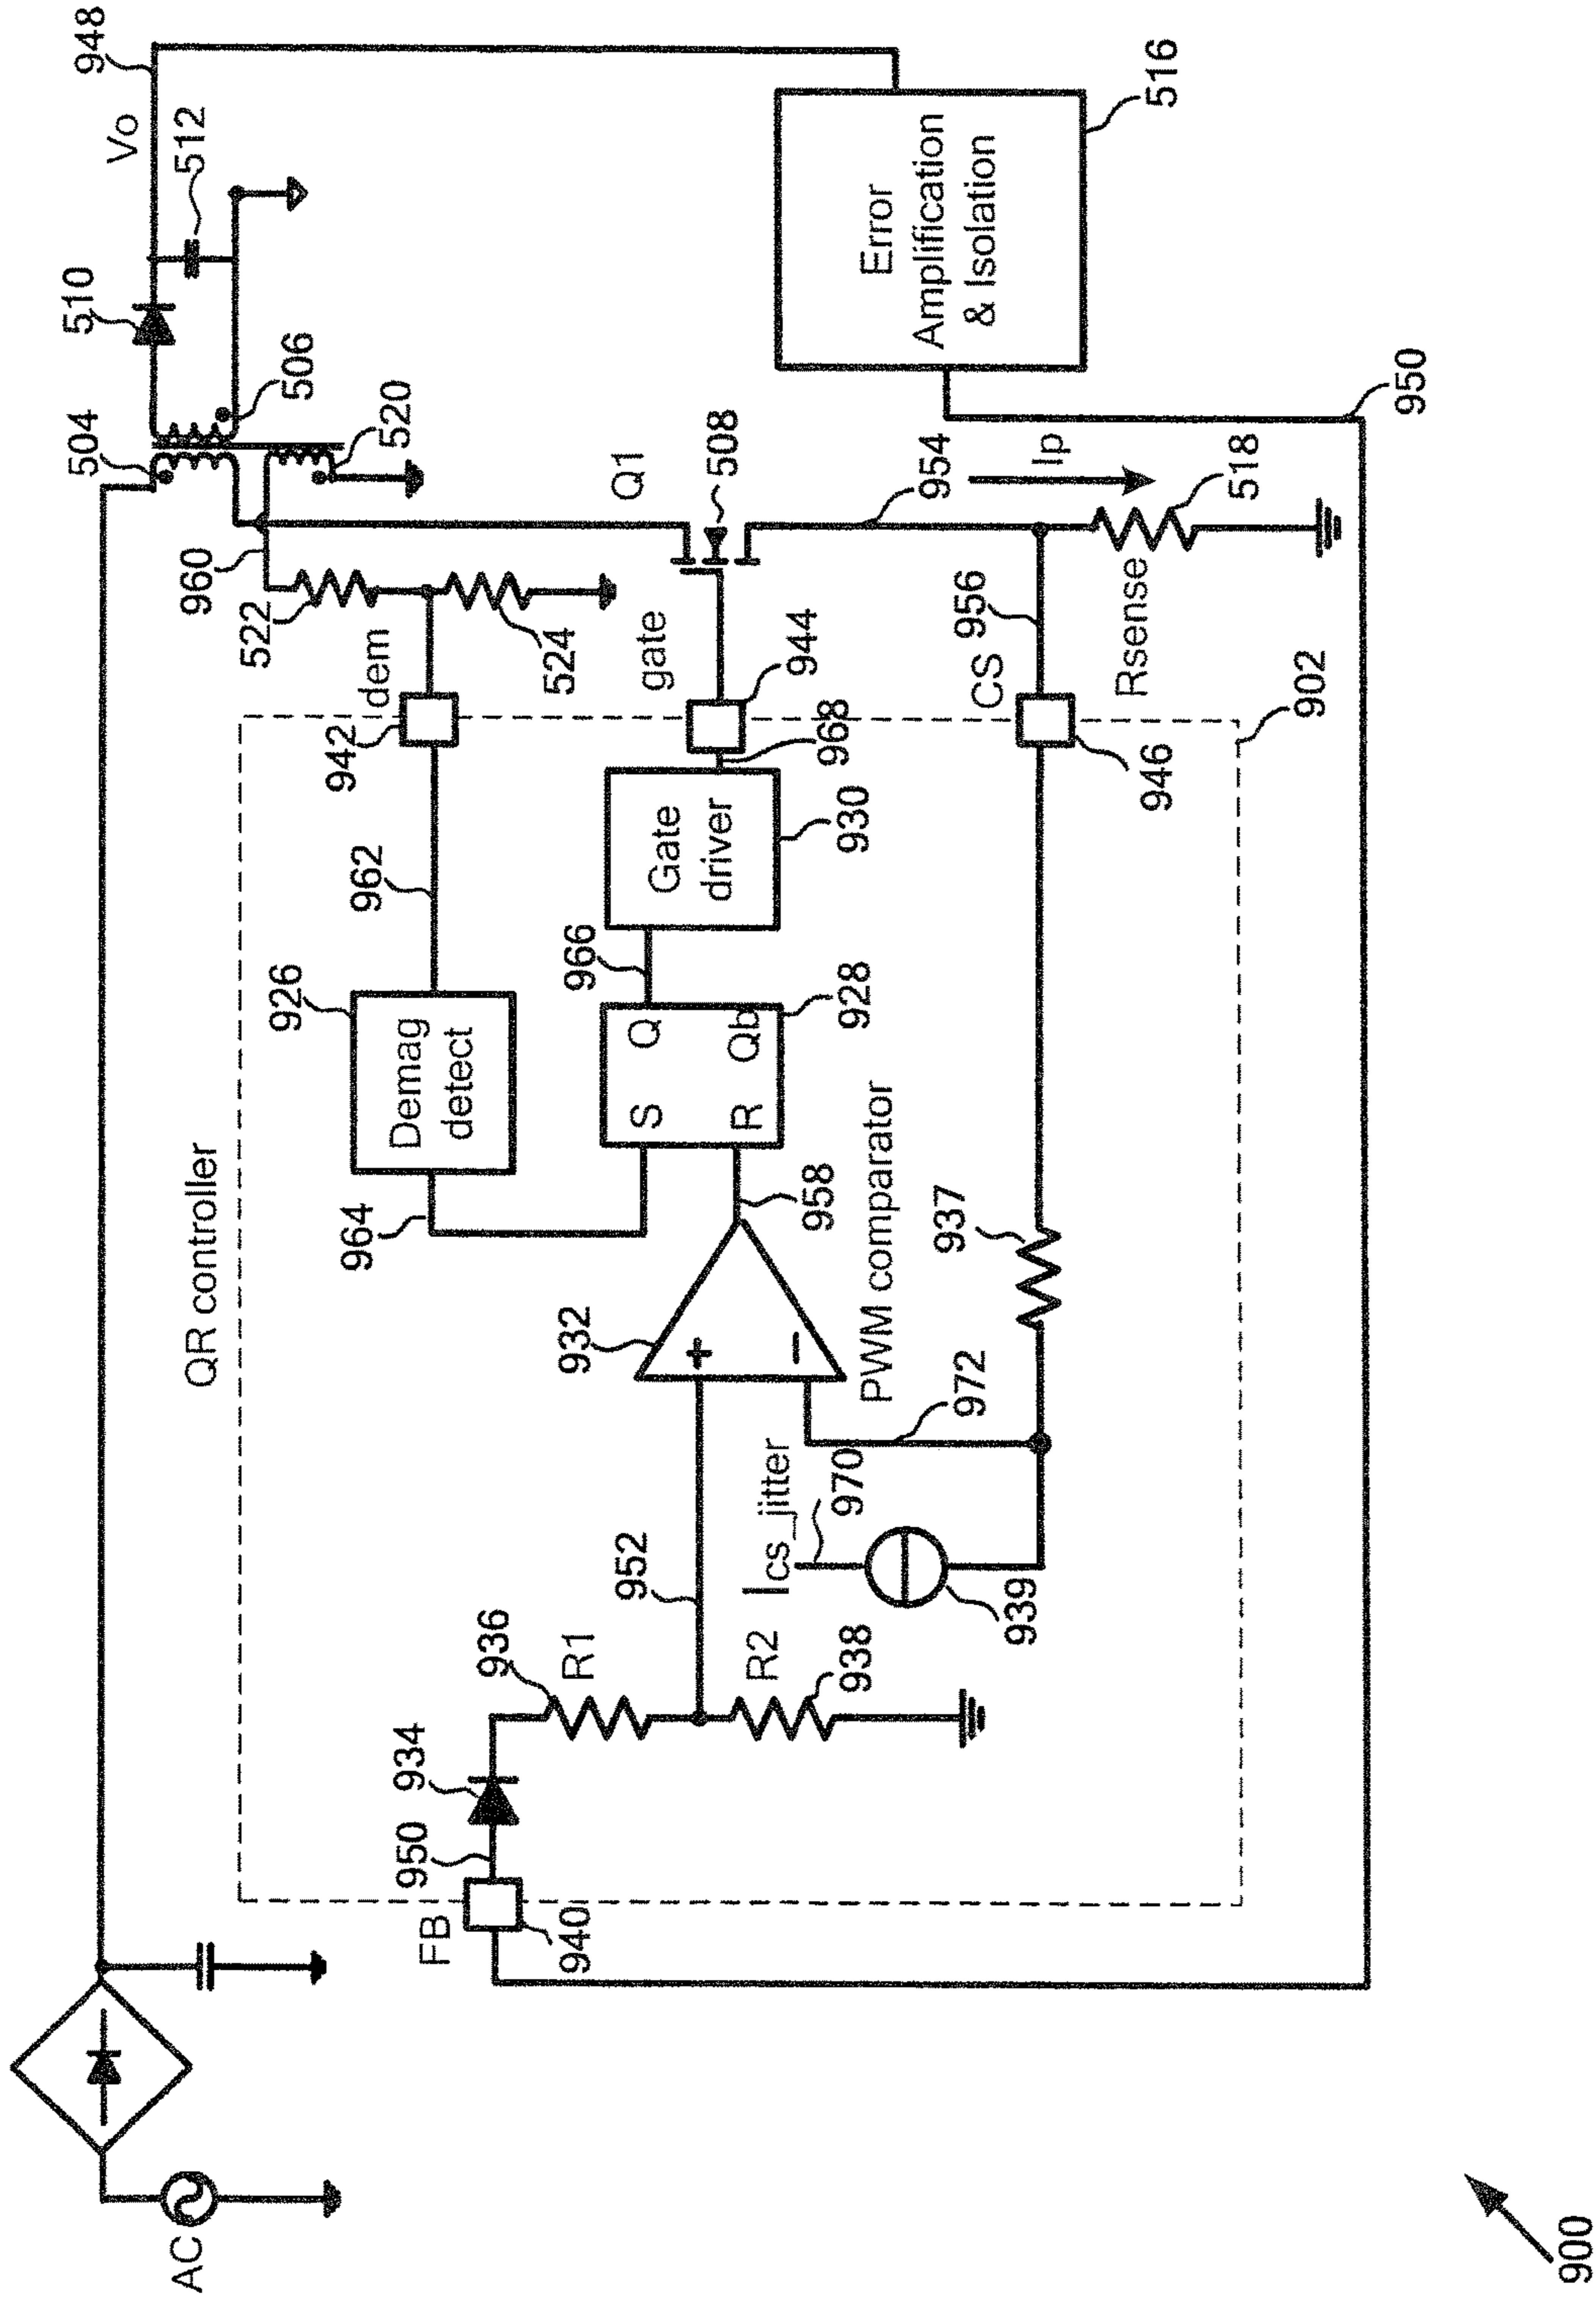 948
Vo
512
510
506
504
520
960
522
524
dem
942
962
926
Demag
detect
964
QR controller
Q1
508
gate
944
968
Gate
driver
930
966
S
Q
R
Qb
928
958
932
+
−
PWM comparator
952
972
937
Ics_jitter
970
939
936
R1
R2
938
934
950
FB
940
CS
956
946
954
Ip
Rsense
518
902
Error
Amplification
& Isolation
516
950
AC
900